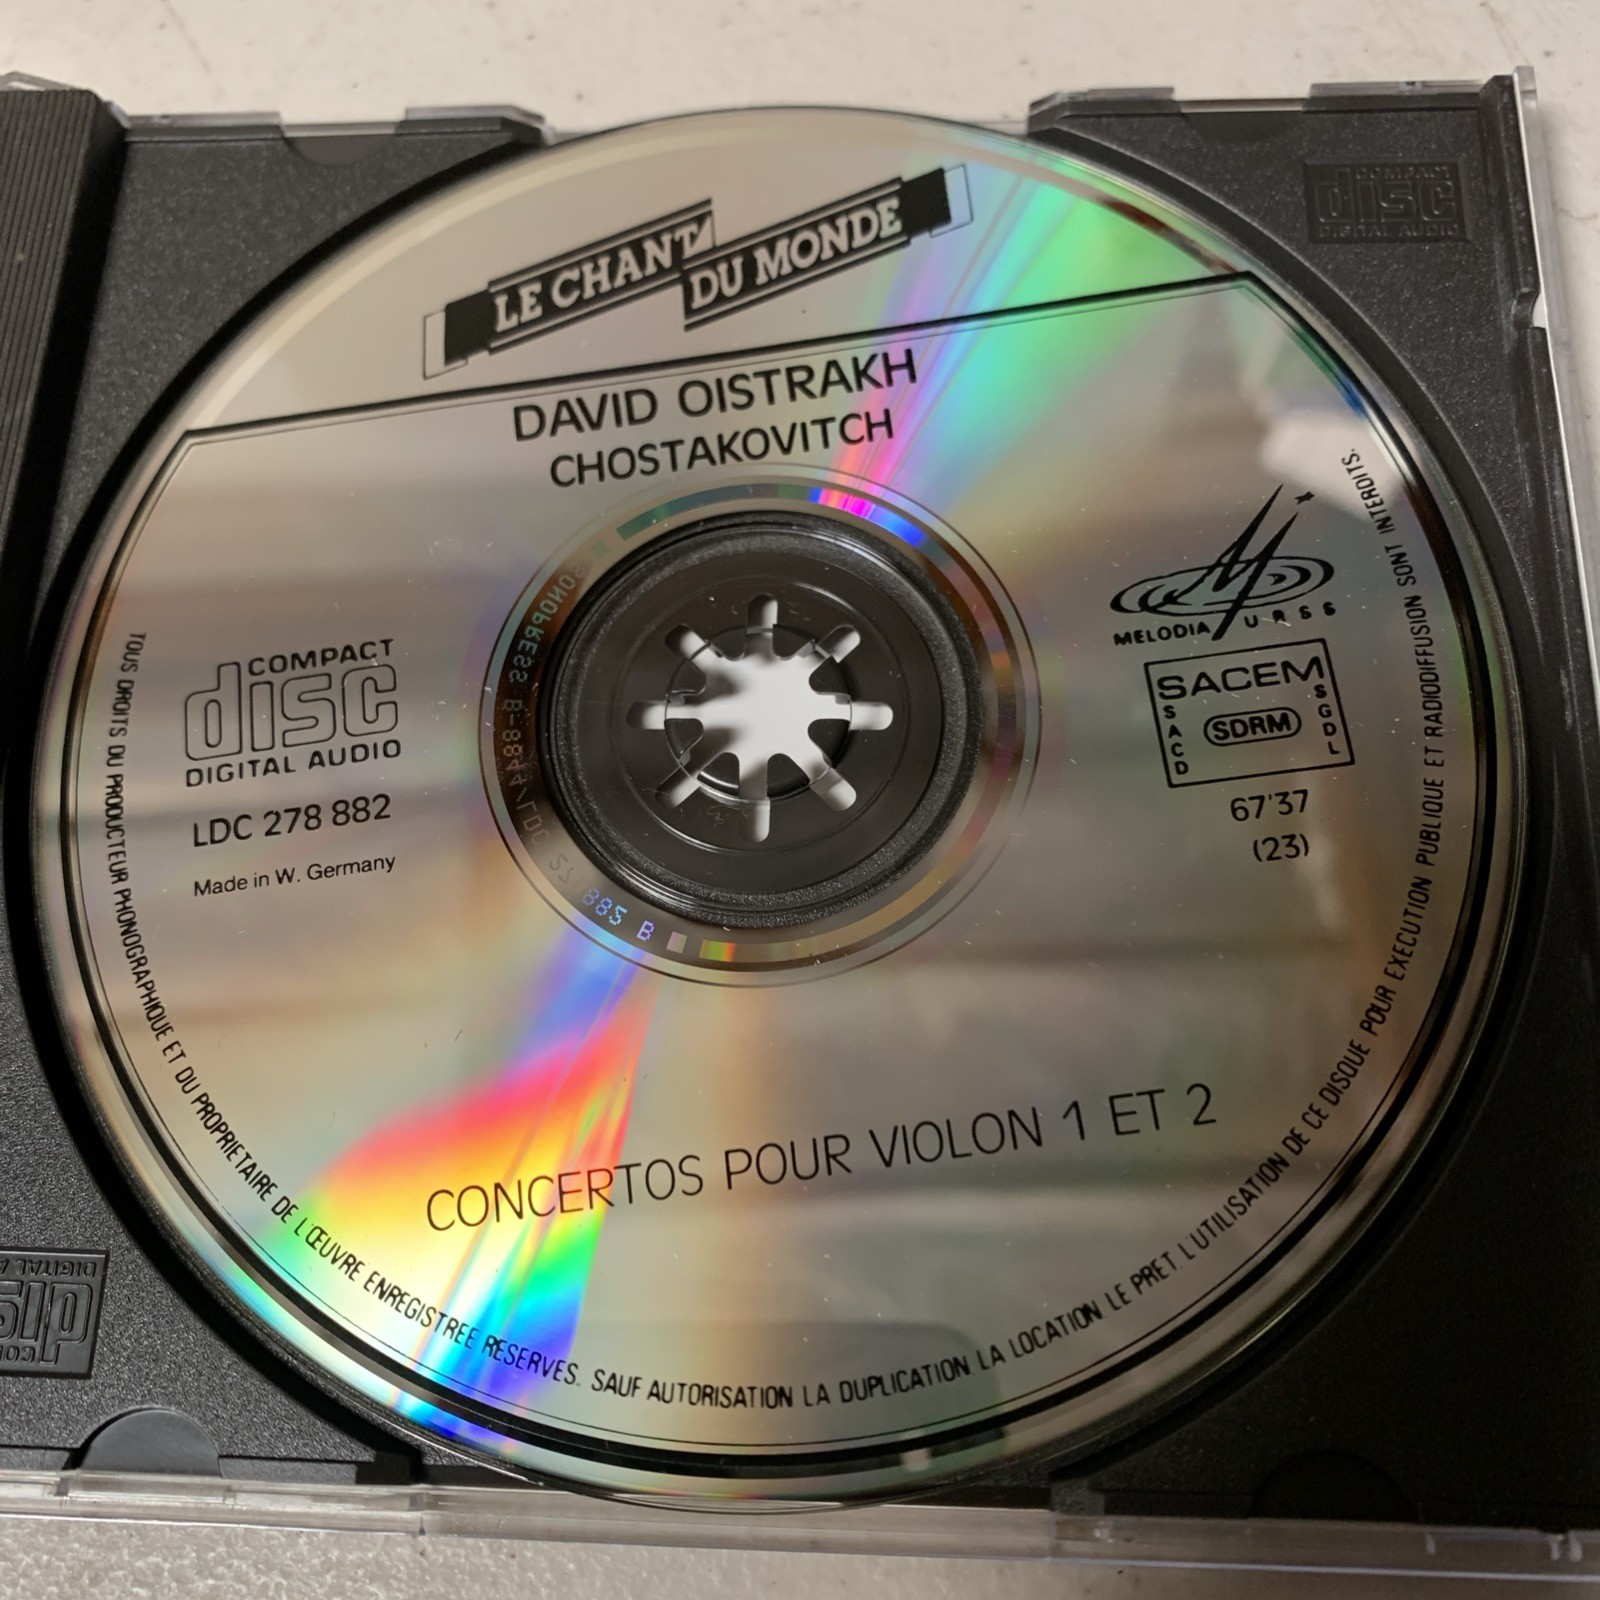 LE CHANT
DU MONDE
DAVID OISTRAKH
CHOSTAKOVITCH
COMPACT
disc
DIGITAL AUDIO
LDC 278 882
Made in W. Germany
MELODIA URSS
SACEM
SACD
SDRM
SGDL
67'37
(23)
CONCERTOS POUR VIOLON 1 ET 2
TOUS DROITS DU PRODUCTEUR PHONOGRAPHIQUE ET DU PROPRIETAIRE DE L'ŒUVRE ENREGISTREE RESERVES. SAUF AUTORISATION LA DUPLICATION LA LOCATION LE PRET L'UTILISATION DE CE DISQUE POUR EXECUTION PUBLIQUE ET RADIODIFFUSION SONT INTERDITS.
SONOPRESS
885 B
COMPACT
disc
DIGITAL AUDIO
disc